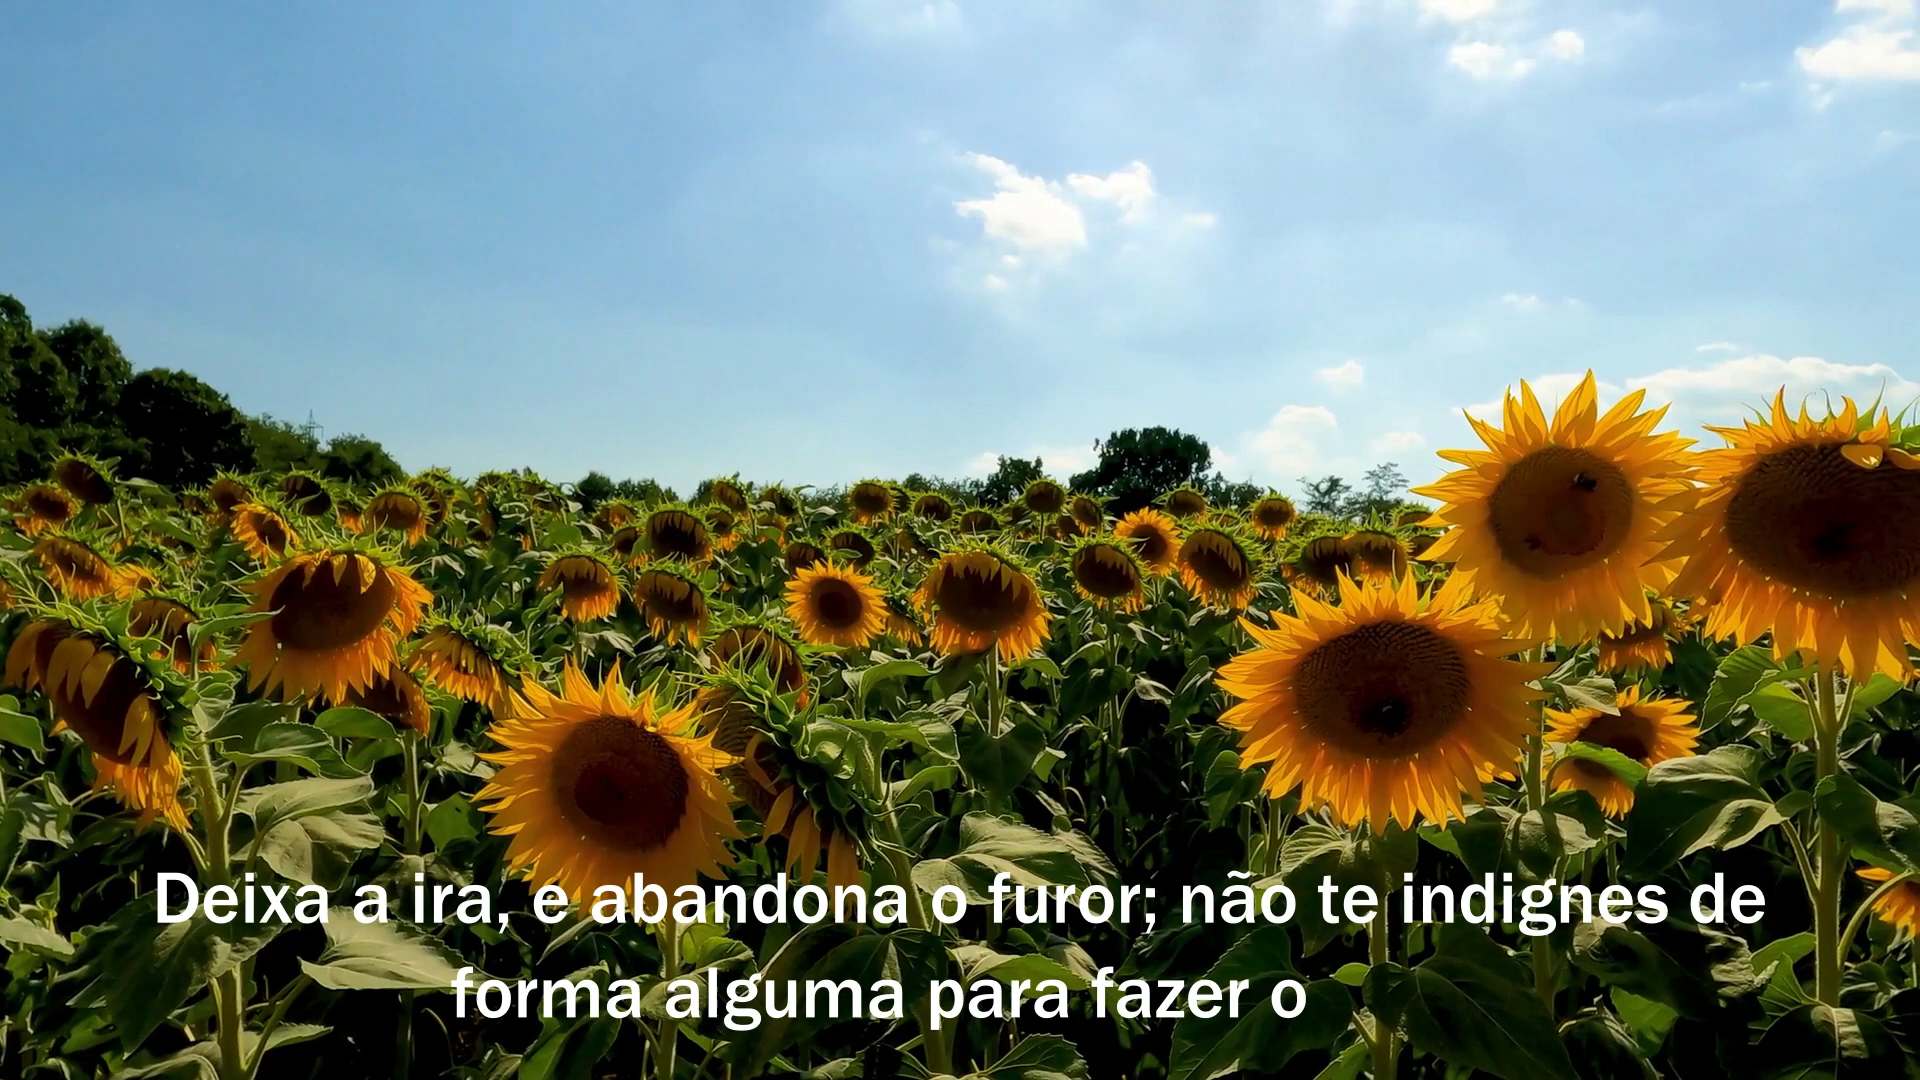 Deixa a ira, e abandona o furor; não te indignes de
forma alguma para fazer o